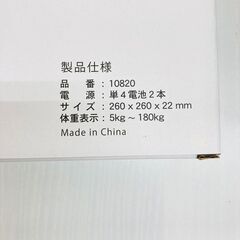 製品仕様
品番：10820
電源：単4電池2本
サイズ：260 x 260 x 22 mm
体重表示：5kg〜180kg
Made in China